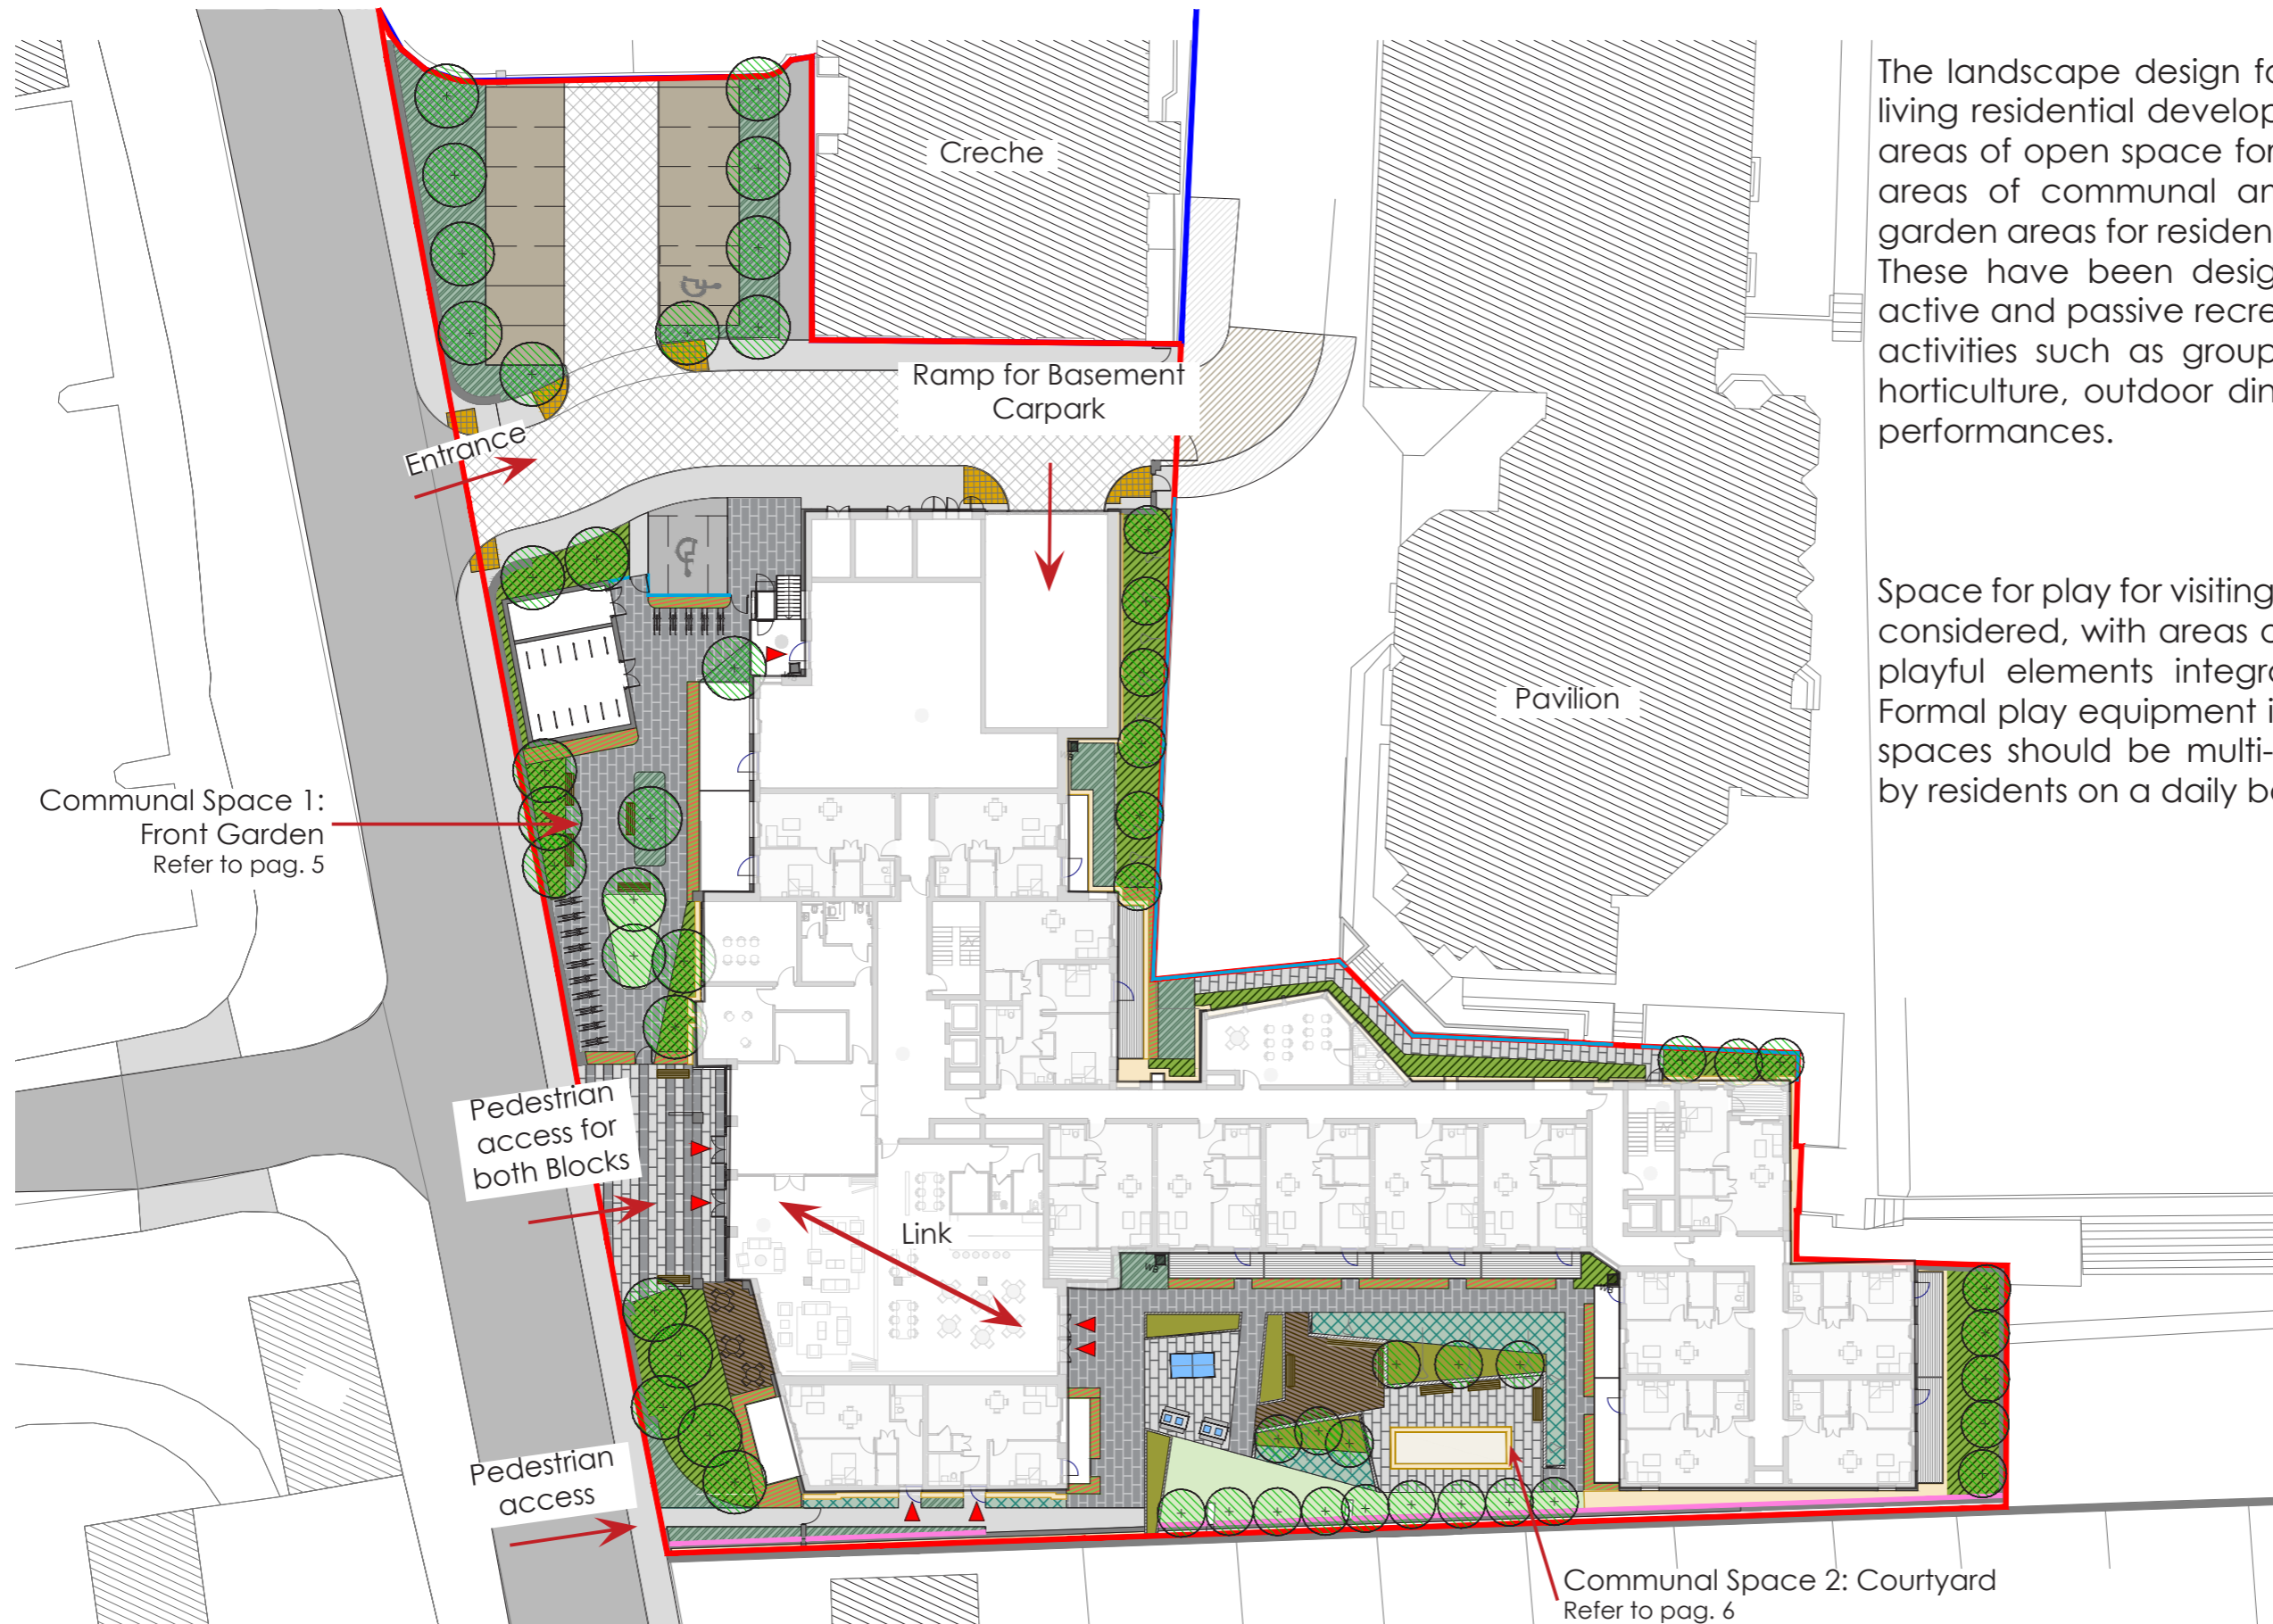 The landscape design fo
living residential develop
areas of open space for
areas of communal an
garden areas for residen
These have been desig
active and passive recre
activities such as group
horticulture, outdoor din
performances.
Space for play for visiting
considered, with areas o
playful elements integra
Formal play equipment i
spaces should be multi-
by residents on a daily ba
Creche
Ramp for Basement
Carpark
Entrance
Pavilion
Communal Space 1:
Front Garden
Refer to pag. 5
Pedestrian
access for
both Blocks
Link
WB
WB
WB
Pedestrian
access
Communal Space 2: Courtyard
Refer to pag. 6